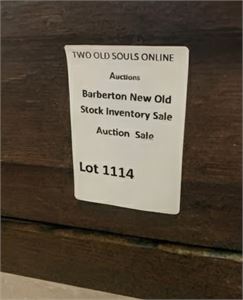 TWO OLD SOULS ONLINE
Auctions
Barberton New Old
Stock inventory Sale
Auction Sale
Lot 1114